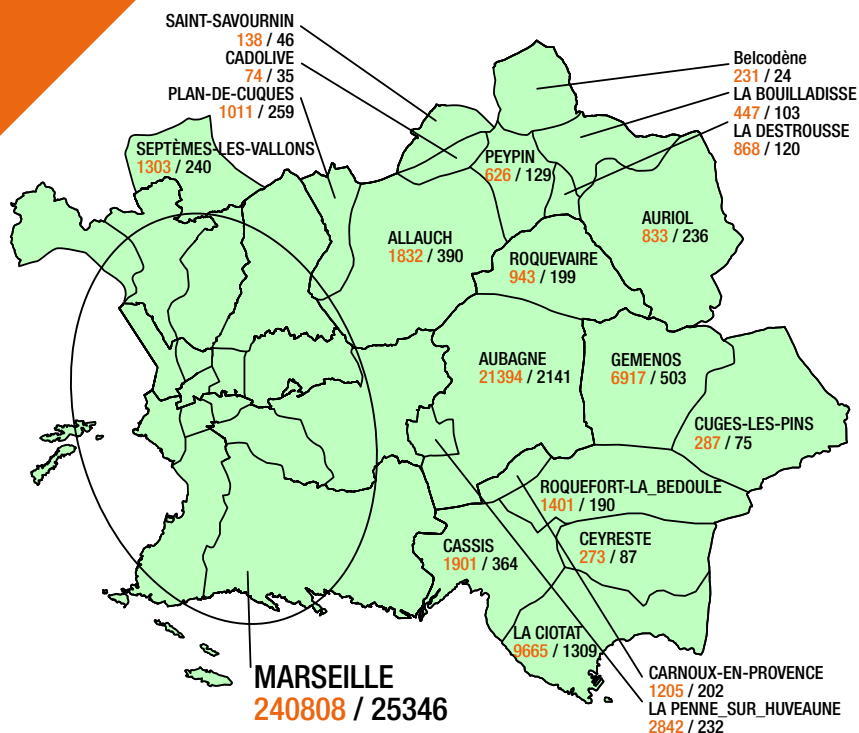 SAINT-SAVOURNIN
138 / 46
CADOLIVE
74 / 35
PLAN-DE-CUQUES
1011 / 259
SEPTÈMES-LES-VALLONS
1303 / 240
Belcodène
231 / 24
LA BOUILLADISSE
447 / 103
LA DESTROUSSE
868 / 120
PEYPIN
626 / 129
AURIOL
833 / 236
ALLAUCH
1832 / 390
ROQUEVAIRE
943 / 199
AUBAGNE
21394 / 2141
GEMENOS
6917 / 503
CUGES-LES-PINS
287 / 75
ROQUEFORT-LA_BEDOULE
1401 / 190
CASSIS
1901 / 364
CEYRESTE
273 / 87
LA CIOTAT
9665 / 1309
MARSEILLE
240808 / 25346
CARNOUX-EN-PROVENCE
1205 / 202
LA PENNE_SUR_HUVEAUNE
2842 / 232